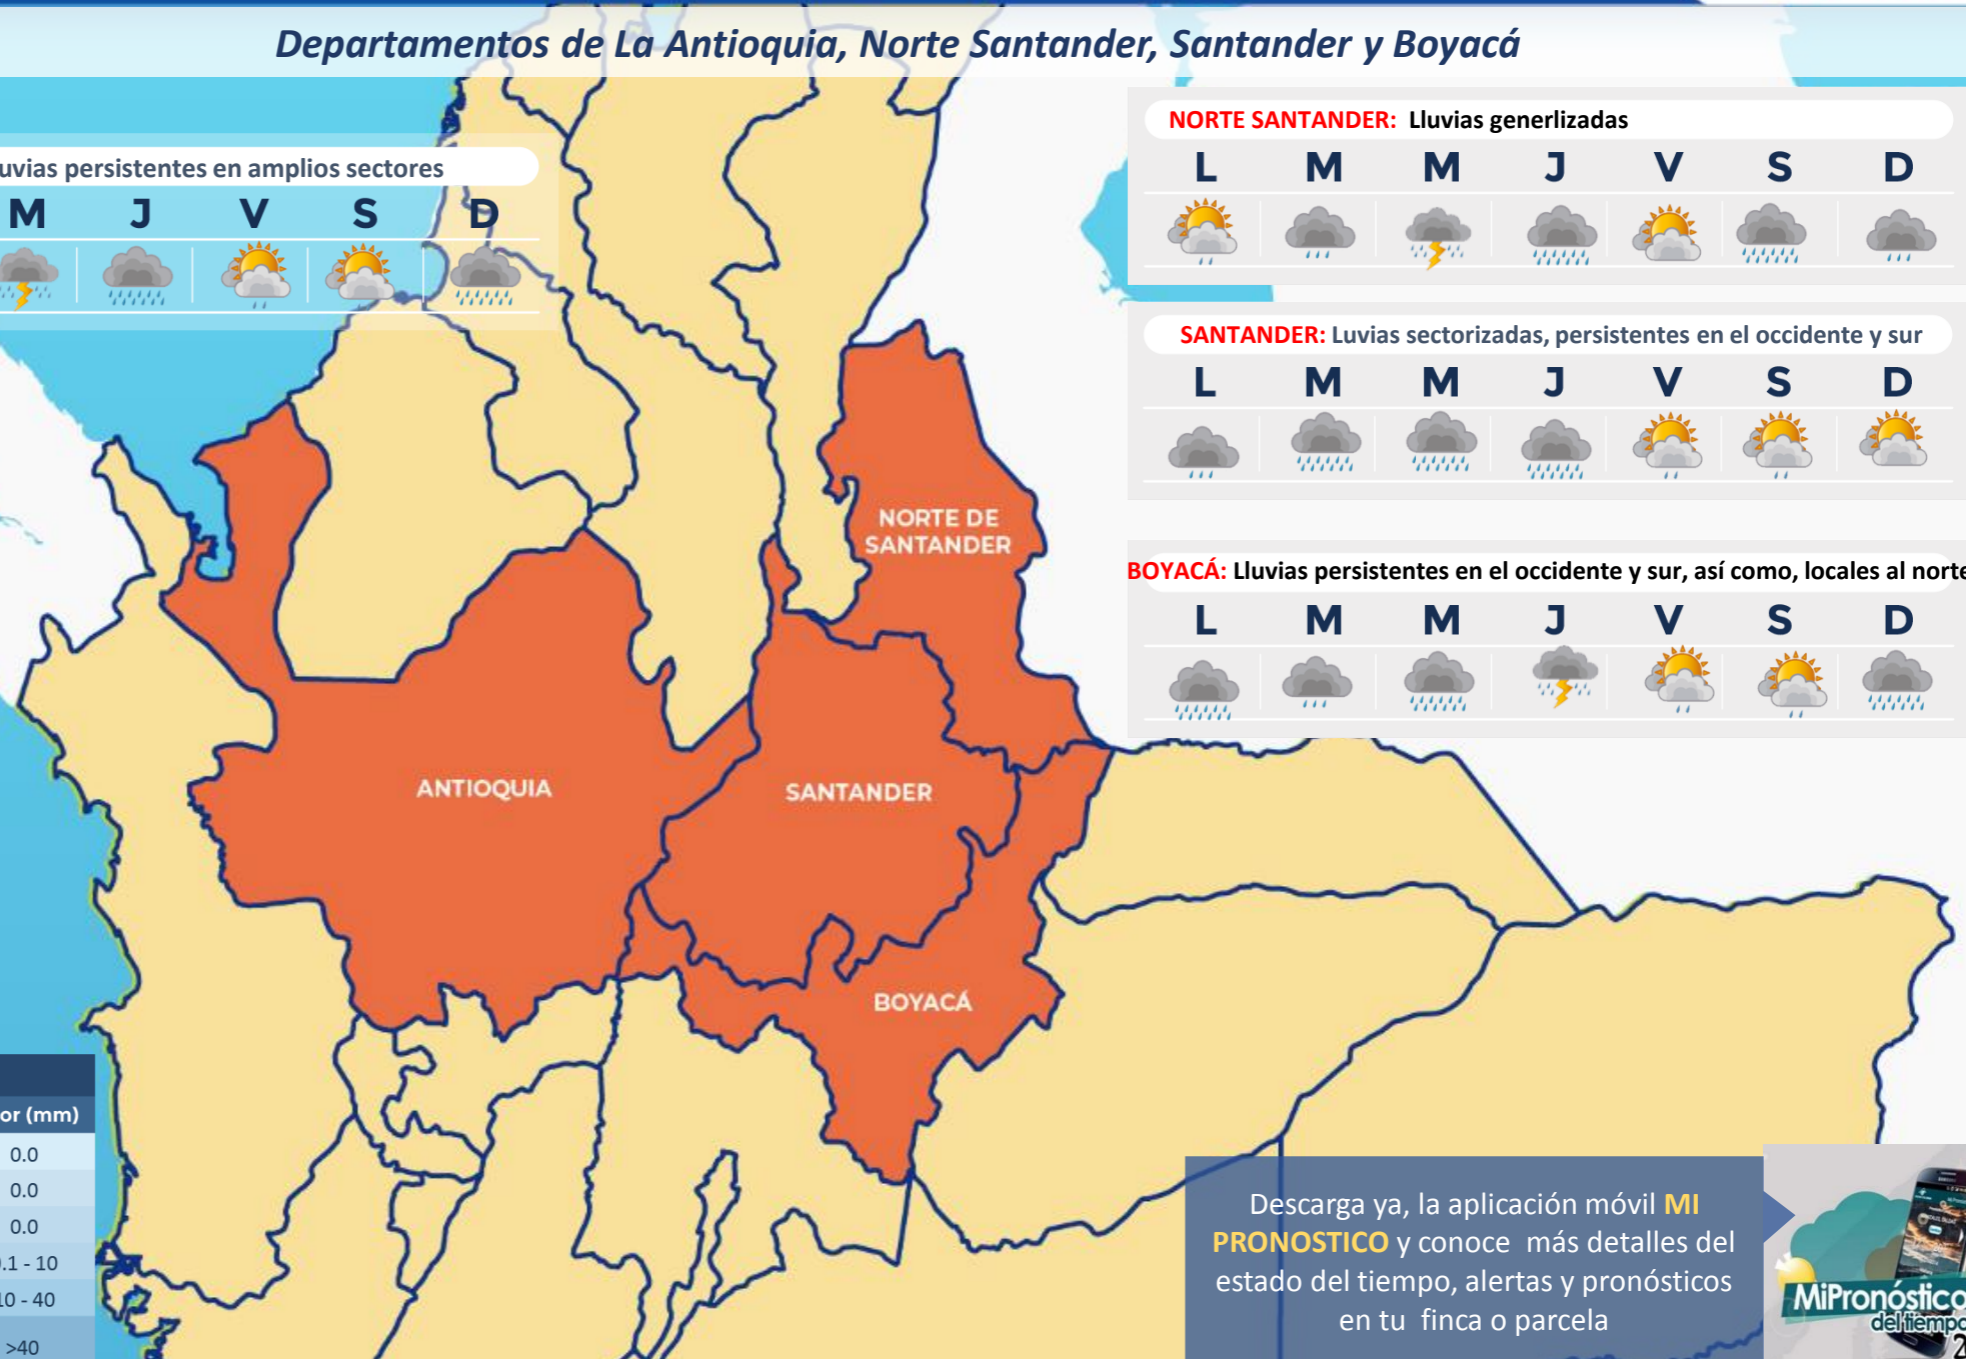 Departamentos de La Antioquia, Norte Santander, Santander y Boyacá
NORTE SANTANDER: Lluvias generlizadas
L M M J V S D
uvias persistentes en amplios sectores
M J V S D
SANTANDER: Luvias sectorizadas, persistentes en el occidente y sur
L M M J V S D
BOYACÁ: Lluvias persistentes en el occidente y sur, así como, locales al norte
L M M J V S D
NORTE DE
SANTANDER
ANTIOQUIA
SANTANDER
BOYACÁ
or (mm)
0.0
0.0
0.0
.1 - 10
10 - 40
>40
Descarga ya, la aplicación móvil MI
PRONOSTICO y conoce más detalles del
estado del tiempo, alertas y pronósticos
en tu finca o parcela
MiPronóstico
del tiempo
2